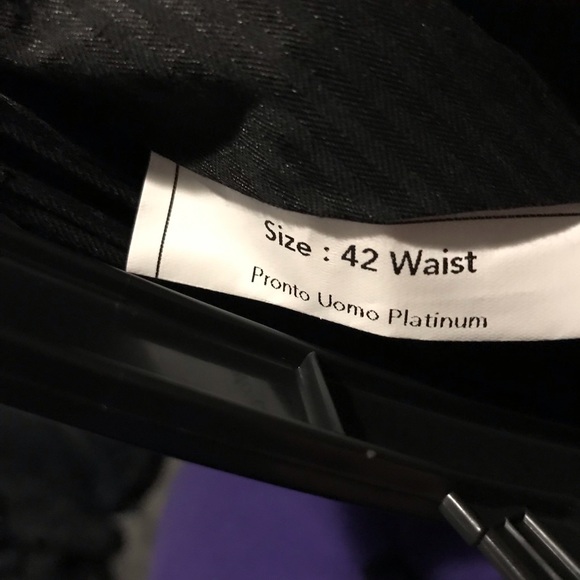 Size : 42 Waist
Pronto Uomo Platinum